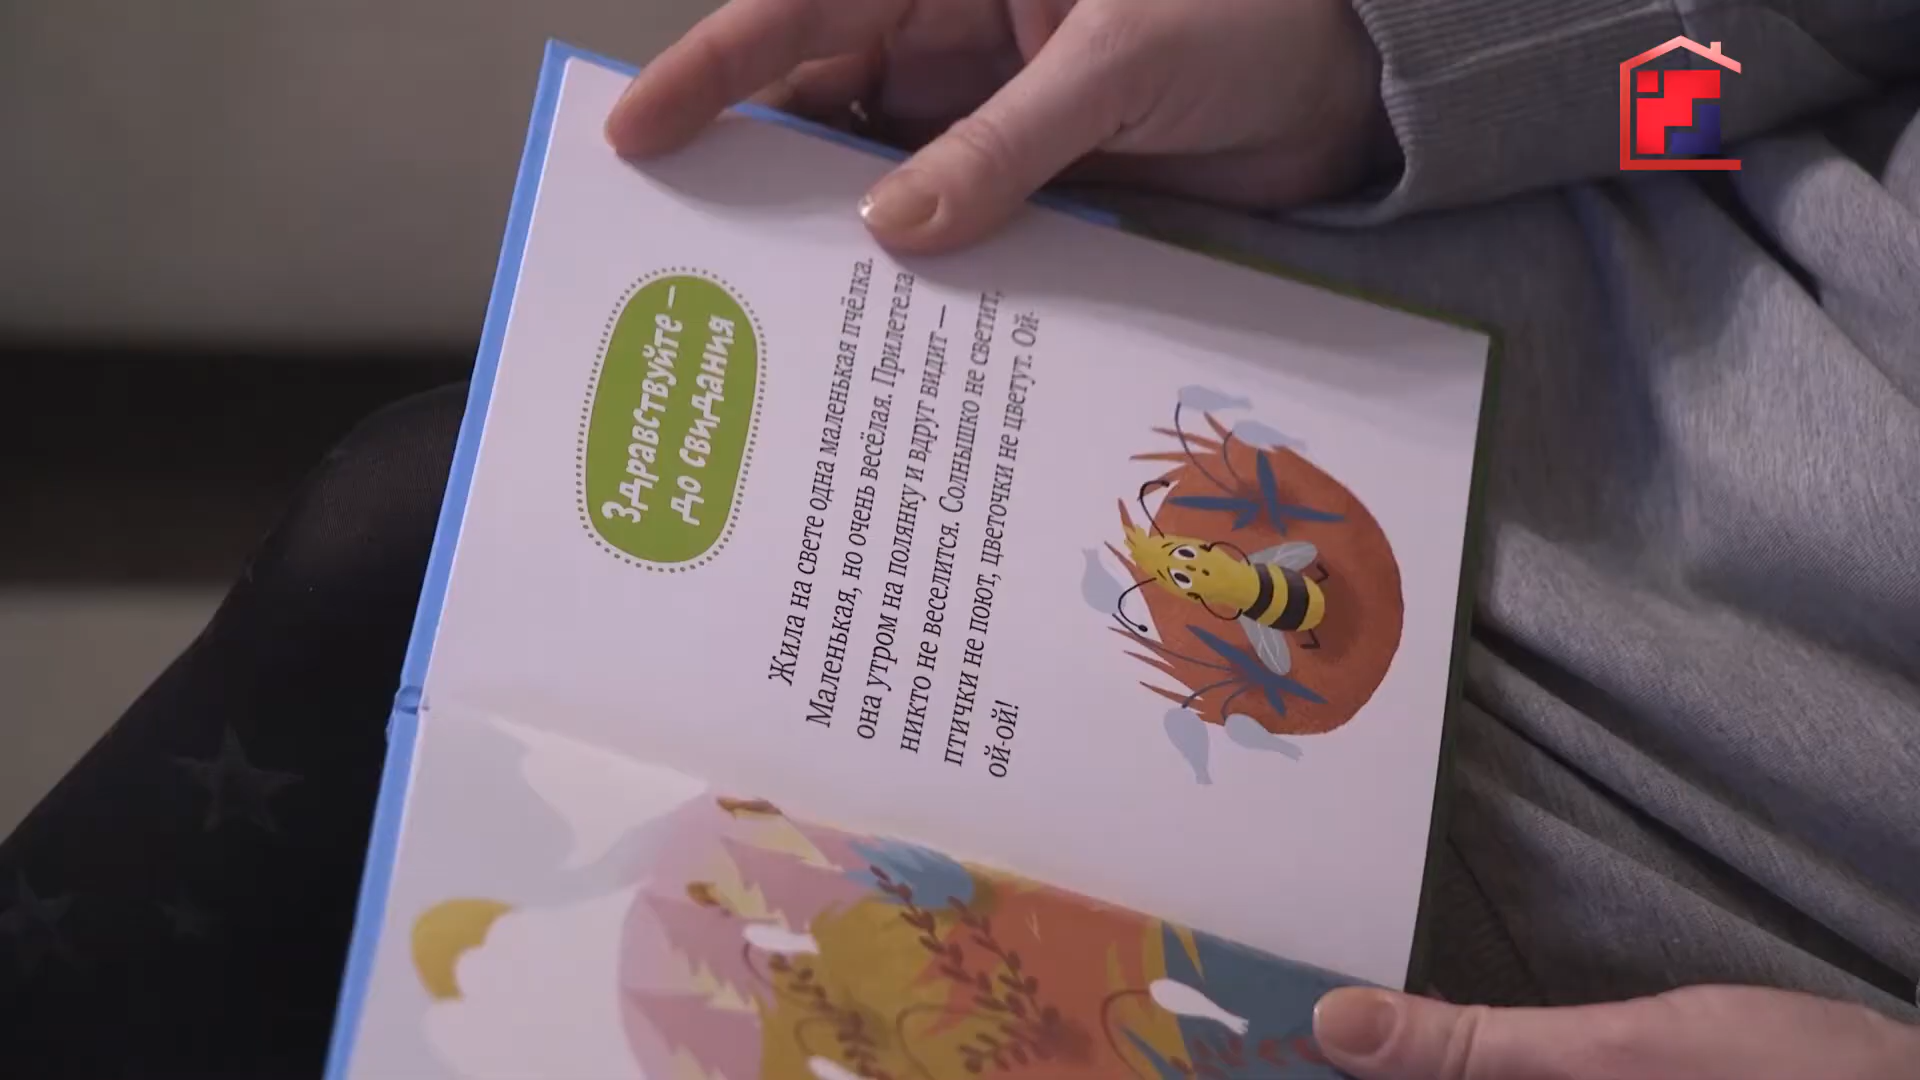 Здравствуйте –
до свидания
Жила на свете одна маленькая пчёлка.
Маленькая, но очень весёлая. Прилетела
она утром на полянку и вдруг видит —
никто не веселится. Солнышко не светит,
птички не поют, цветочки не цветут. Ой-
ой-ой!